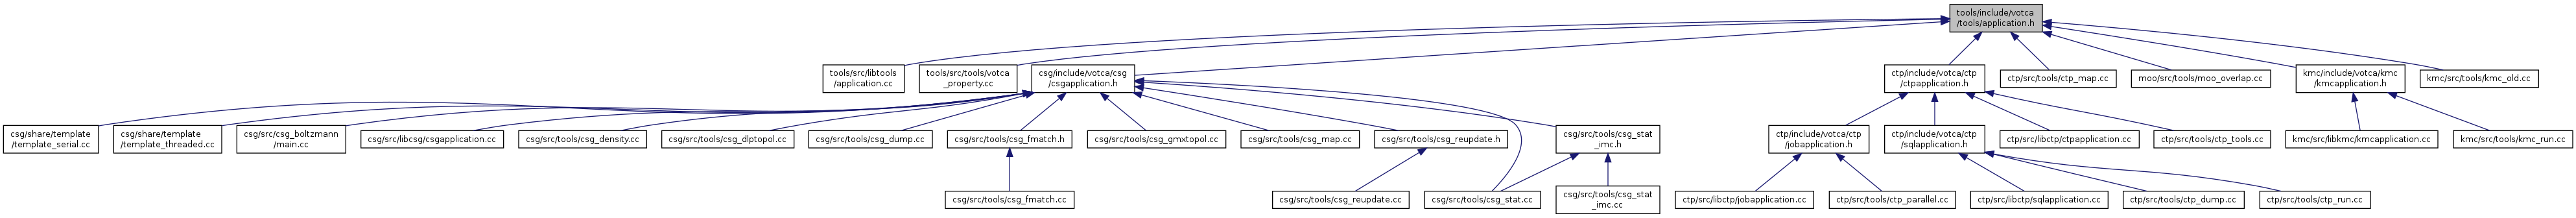 tools/include/votca
/tools/application.h
tools/src/libtools
/application.cc
tools/src/tools/votca
_property.cc
csg/include/votca/csg
/csgapplication.h
ctp/include/votca/ctp
/ctpapplication.h
ctp/src/tools/ctp_map.cc
moo/src/tools/moo_overlap.cc
kmc/include/votca/kmc
/kmcapplication.h
kmc/src/tools/kmc_old.cc
csg/share/template
/template_serial.cc
csg/share/template
/template_threaded.cc
csg/src/csg_boltzmann
/main.cc
csg/src/libcsg/csgapplication.cc
csg/src/tools/csg_density.cc
csg/src/tools/csg_dlptopol.cc
csg/src/tools/csg_dump.cc
csg/src/tools/csg_fmatch.h
csg/src/tools/csg_gmxtopol.cc
csg/src/tools/csg_map.cc
csg/src/tools/csg_reupdate.h
csg/src/tools/csg_stat
_imc.h
ctp/include/votca/ctp
/jobapplication.h
ctp/include/votca/ctp
/sqlapplication.h
ctp/src/libctp/ctpapplication.cc
ctp/src/tools/ctp_tools.cc
kmc/src/libkmc/kmcapplication.cc
kmc/src/tools/kmc_run.cc
csg/src/tools/csg_fmatch.cc
csg/src/tools/csg_reupdate.cc
csg/src/tools/csg_stat.cc
csg/src/tools/csg_stat
_imc.cc
ctp/src/libctp/jobapplication.cc
ctp/src/tools/ctp_parallel.cc
ctp/src/libctp/sqlapplication.cc
ctp/src/tools/ctp_dump.cc
ctp/src/tools/ctp_run.cc